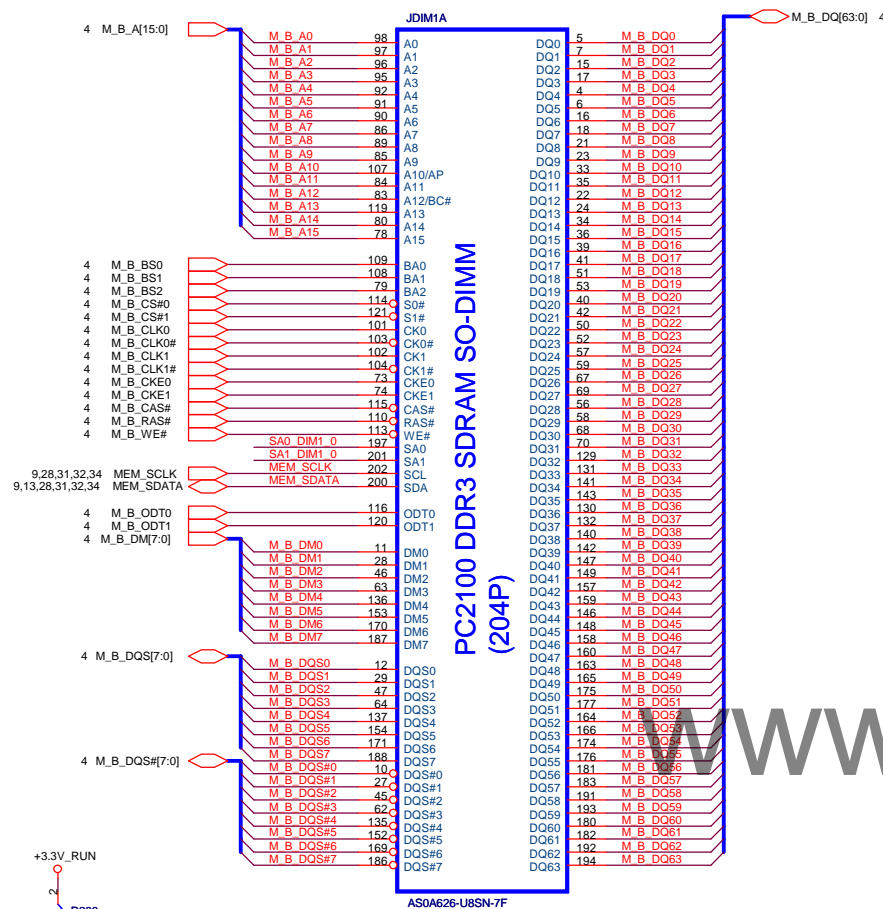 JDIM1A
4 M_B_A[15:0]
M_B_DQ[63:0] 4
M_B_A0 98 A0 DQ0 5 M_B_DQ0
M_B_A1 97 A1 DQ1 7 M_B_DQ1
M_B_A2 96 A2 DQ2 15 M_B_DQ2
M_B_A3 95 A3 DQ3 17 M_B_DQ3
M_B_A4 92 A4 DQ4 4 M_B_DQ4
M_B_A5 91 A5 DQ5 6 M_B_DQ5
M_B_A6 90 A6 DQ6 16 M_B_DQ6
M_B_A7 86 A7 DQ7 18 M_B_DQ7
M_B_A8 89 A8 DQ8 21 M_B_DQ8
M_B_A9 85 A9 DQ9 23 M_B_DQ9
M_B_A10 107 A10/AP DQ10 33 M_B_DQ10
M_B_A11 84 A11 DQ11 35 M_B_DQ11
M_B_A12 83 A12/BC# DQ12 22 M_B_DQ12
M_B_A13 119 A13 DQ13 24 M_B_DQ13
M_B_A14 80 A14 DQ14 34 M_B_DQ14
M_B_A15 78 A15 DQ15 36 M_B_DQ15
DQ16 39 M_B_DQ16
4 M_B_BS0 109 BA0 DQ17 41 M_B_DQ17
4 M_B_BS1 108 BA1 DQ18 51 M_B_DQ18
4 M_B_BS2 79 BA2 DQ19 53 M_B_DQ19
4 M_B_CS#0 114 S0# DQ20 40 M_B_DQ20
4 M_B_CS#1 121 S1# DQ21 42 M_B_DQ21
4 M_B_CLK0 101 CK0 DQ22 50 M_B_DQ22
4 M_B_CLK0# 103 CK0# DQ23 52 M_B_DQ23
4 M_B_CLK1 102 CK1 DQ24 57 M_B_DQ24
4 M_B_CLK1# 104 CK1# DQ25 59 M_B_DQ25
4 M_B_CKE0 73 CKE0 DQ26 67 M_B_DQ26
4 M_B_CKE1 74 CKE1 DQ27 69 M_B_DQ27
4 M_B_CAS# 115 CAS# DQ28 56 M_B_DQ28
4 M_B_RAS# 110 RAS# DQ29 58 M_B_DQ29
4 M_B_WE# 113 WE# DQ30 68 M_B_DQ30
SA0_DIM1_0 197 SA0 DQ31 70 M_B_DQ31
SA1_DIM1_0 201 SA1 DQ32 129 M_B_DQ32
9,28,31,32,34 MEM_SCLK MEM_SCLK 202 SCL DQ33 131 M_B_DQ33
9,13,28,31,32,34 MEM_SDATA MEM_SDATA 200 SDA DQ34 141 M_B_DQ34
DQ35 143 M_B_DQ35
4 M_B_ODT0 116 ODT0 DQ36 130 M_B_DQ36
4 M_B_ODT1 120 ODT1 DQ37 132 M_B_DQ37
4 M_B_DM[7:0] DQ38 140 M_B_DQ38
M_B_DM0 11 DM0 DQ39 142 M_B_DQ39
M_B_DM1 28 DM1 DQ40 147 M_B_DQ40
M_B_DM2 46 DM2 DQ41 149 M_B_DQ41
M_B_DM3 63 DM3 DQ42 157 M_B_DQ42
M_B_DM4 136 DM4 DQ43 159 M_B_DQ43
M_B_DM5 153 DM5 DQ44 146 M_B_DQ44
M_B_DM6 170 DM6 DQ45 148 M_B_DQ45
M_B_DM7 187 DM7 DQ46 158 M_B_DQ46
4 M_B_DQS[7:0] DQ47 160 M_B_DQ47
M_B_DQS0 12 DQS0 DQ48 163 M_B_DQ48
M_B_DQS1 29 DQS1 DQ49 165 M_B_DQ49
M_B_DQS2 47 DQS2 DQ50 175 M_B_DQ50
M_B_DQS3 64 DQS3 DQ51 177 M_B_DQ51
M_B_DQS4 137 DQS4 DQ52 164 M_B_DQ52
M_B_DQS5 154 DQS5 DQ53 166 M_B_DQ53
M_B_DQS6 171 DQS6 DQ54 174 M_B_DQ54
M_B_DQS7 188 DQS7 DQ55 176 M_B_DQ55
4 M_B_DQS#[7:0]
M_B_DQS#0 10 DQS#0 DQ56 181 M_B_DQ56
M_B_DQS#1 27 DQS#1 DQ57 183 M_B_DQ57
M_B_DQS#2 45 DQS#2 DQ58 191 M_B_DQ58
M_B_DQS#3 62 DQS#3 DQ59 193 M_B_DQ59
M_B_DQS#4 135 DQS#4 DQ60 180 M_B_DQ60
M_B_DQS#5 152 DQS#5 DQ61 182 M_B_DQ61
M_B_DQS#6 169 DQS#6 DQ62 192 M_B_DQ62
M_B_DQS#7 186 DQS#7 DQ63 194 M_B_DQ63
PC2100 DDR3 SDRAM SO-DIMM
(204P)
www
+3.3V_RUN
2
AS0A626-U8SN-7F